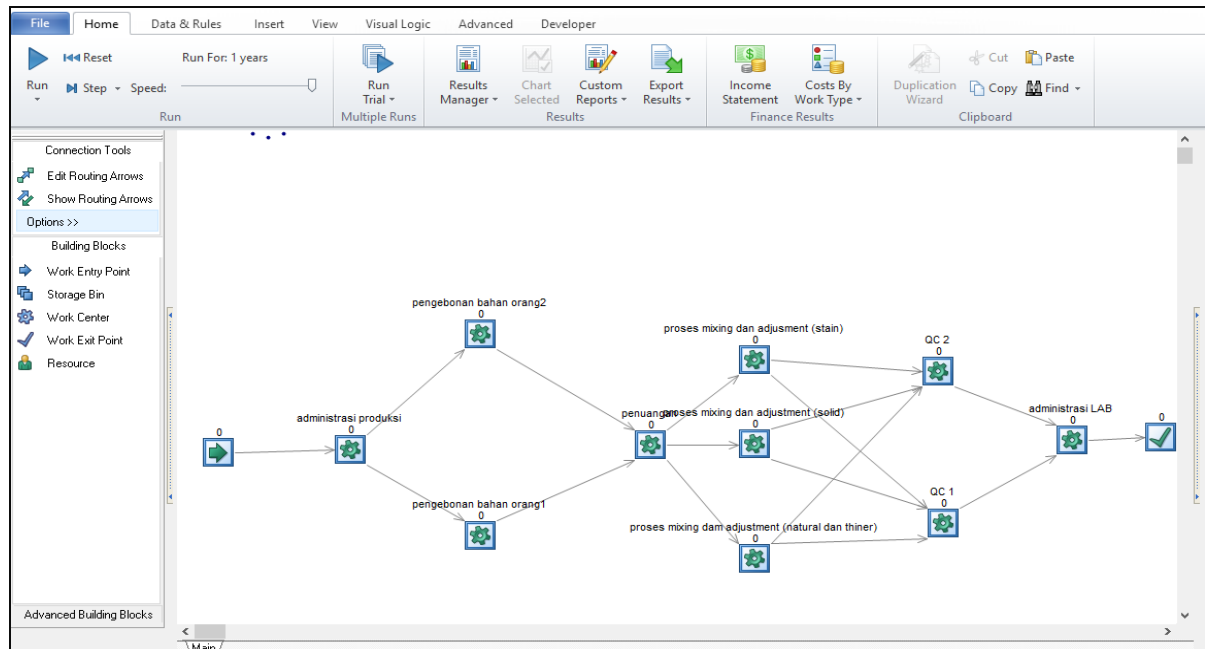 File Home Data & Rules Insert View Visual Logic Advanced Developer
Reset Run For: 1 years
Run Step Speed:
Run
Run Trial
Multiple Runs
Results Manager
Chart Selected
Custom Reports
Export Results
Results
Income Statement
Costs By Work Type
Finance Results
Duplication Wizard
Cut Paste
Copy Find
Clipboard
Connection Tools
Edit Routing Arrows
Show Routing Arrows
Options >>
Building Blocks
Work Entry Point
Storage Bin
Work Center
Work Exit Point
Resource
Advanced Building Blocks
0
administrasi produksi
0
pengebonan bahan orang2
0
pengebonan bahan orang1
0
penuangan
0
proses mixing dan adjusment (stain)
0
proses mixing dan adjustment (solid)
0
proses mixing dam adjustment (natural dan thiner)
0
QC 2
0
QC 1
0
administrasi LAB
0
0
Main